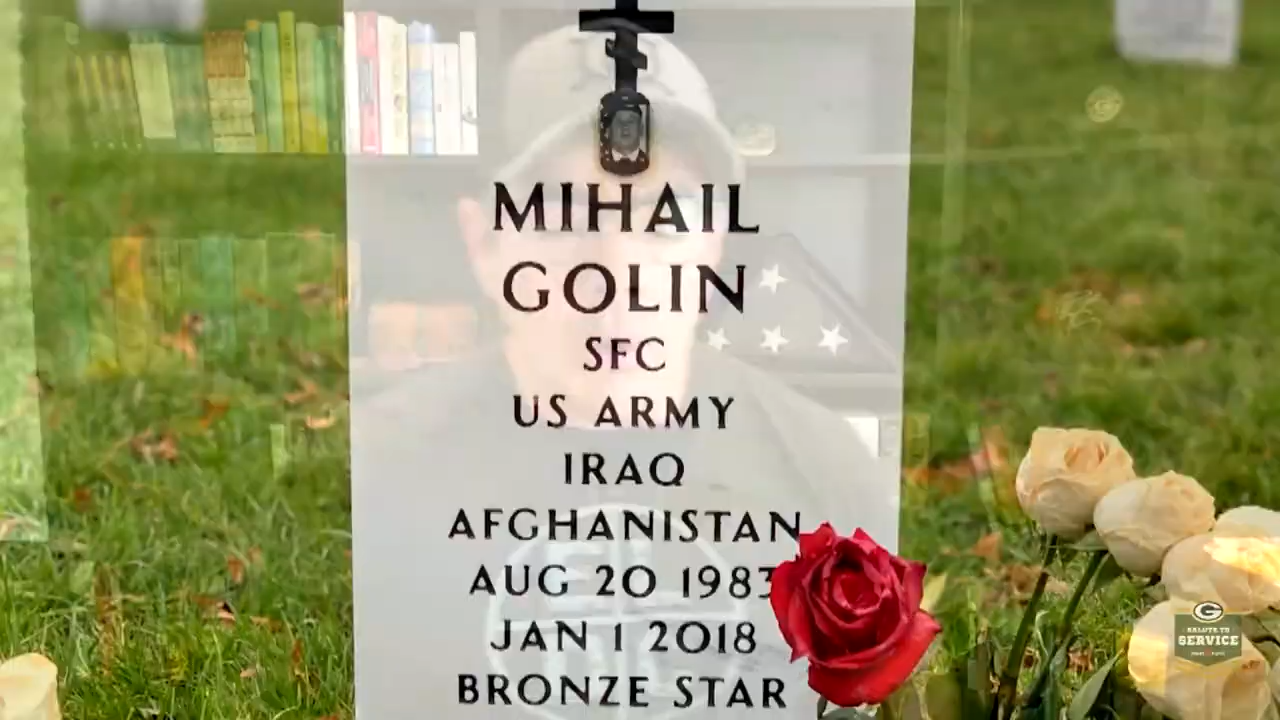 MIHAIL
GOLIN
SFC
US ARMY
IRAQ
AFGHANISTAN
AUG 20 1983
JAN 1 2018
BRONZE STAR
G
SALUTE TO
SERVICE